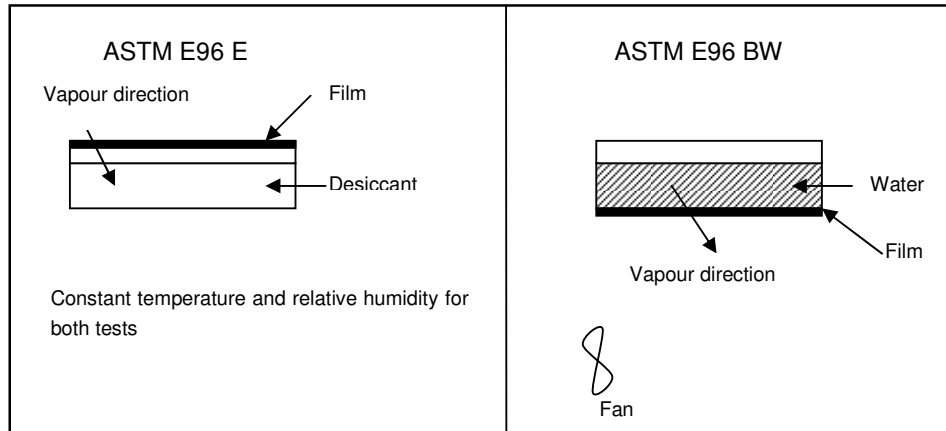 ASTM E96 E
Vapour direction
Film
Desiccant
Constant temperature and relative humidity for
both tests
ASTM E96 BW
Water
Film
Vapour direction
Fan